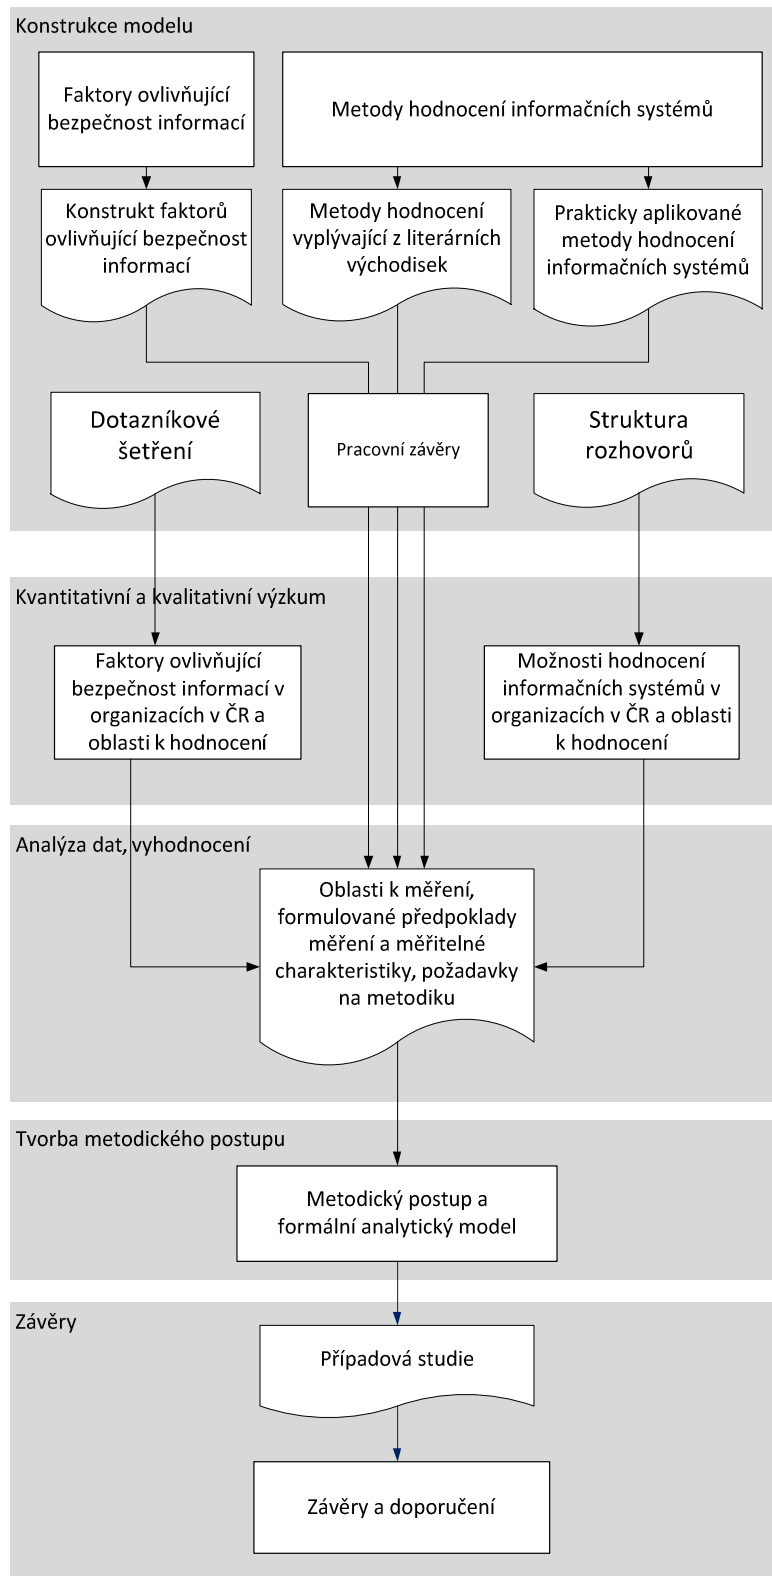 Konstrukce modelu
Faktory ovlivňující
bezpečnost informací
Metody hodnocení informačních systémů
Konstrukt faktorů
ovlivňující bezpečnost
informací
Metody hodnocení
vyplývající z literárních
východisek
Prakticky aplikované
metody hodnocení
informačních systémů
Dotazníkové
šetření
Pracovní závěry
Struktura
rozhovorů
Kvantitativní a kvalitativní výzkum
Faktory ovlivňující
bezpečnost informací v
organizacích v ČR a
oblasti k hodnocení
Možnosti hodnocení
informačních systémů v
organizacích v ČR a oblasti
k hodnocení
Analýza dat, vyhodnocení
Oblasti k měření,
formulované předpoklady
měření a měřitelné
charakteristiky, požadavky
na metodiku
Tvorba metodického postupu
Metodický postup a
formální analytický model
Závěry
Případová studie
Závěry a doporučení